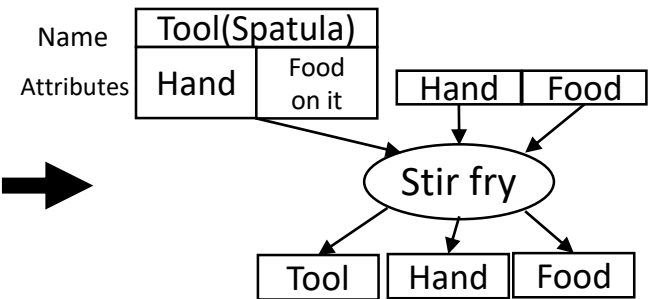 Name
Tool(Spatula)
Attributes
Hand
Food
on it
Hand
Food
Stir fry
Tool
Hand
Food